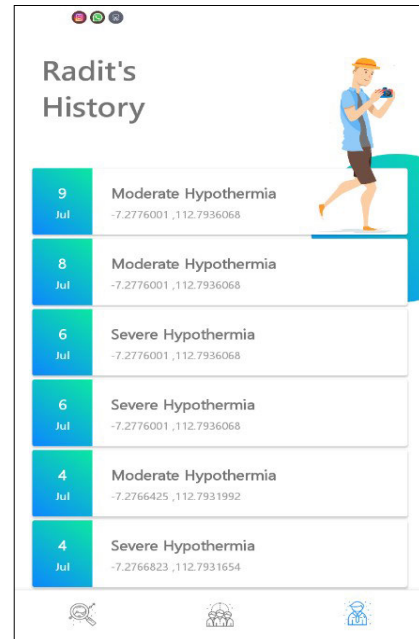 Radit's
History
9
Jul
Moderate Hypothermia
-7.2776001 ,112.7936068
8
Jul
Moderate Hypothermia
-7.2776001 ,112.7936068
6
Jul
Severe Hypothermia
-7.2776001 ,112.7936068
6
Jul
Severe Hypothermia
-7.2776001 ,112.7936068
4
Jul
Moderate Hypothermia
-7.2766425 ,112.7931992
4
Jul
Severe Hypothermia
-7.2766823 ,112.7931654